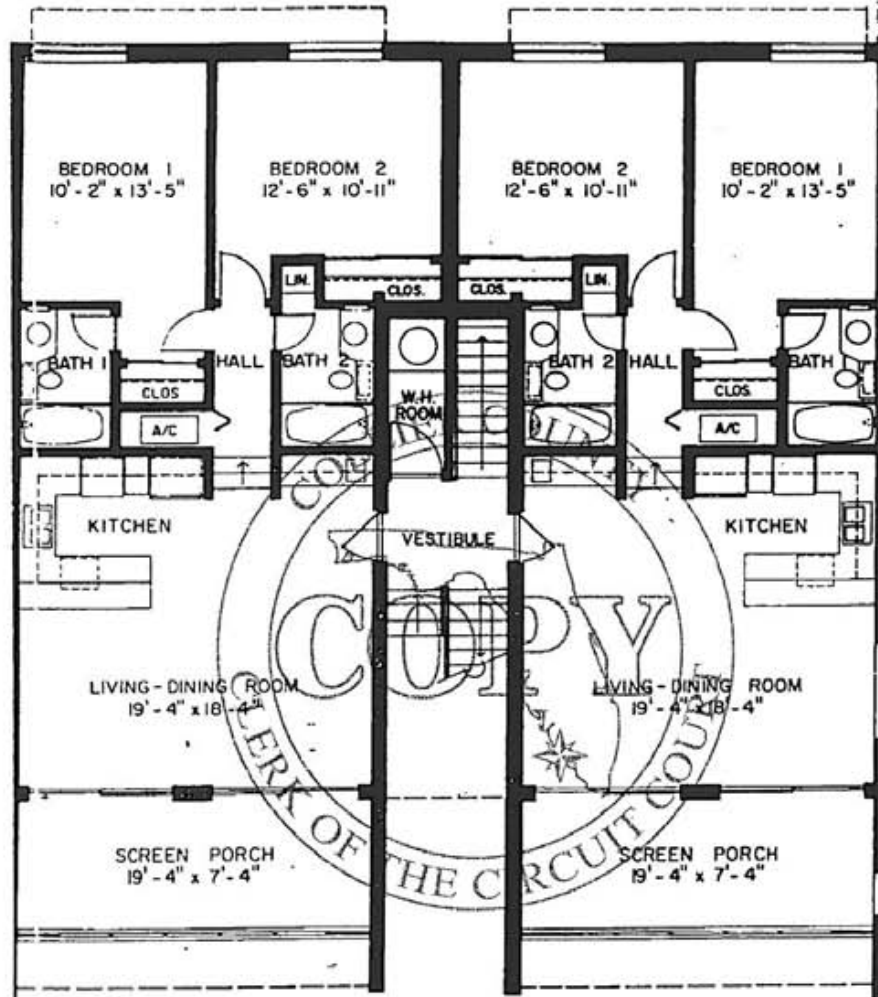 BEDROOM 1
10'-2" x 13'-5"
BEDROOM 2
12'-6" x 10'-11"
BEDROOM 2
12'-6" x 10'-11"
BEDROOM 1
10'-2" x 13'-5"
LIN.
CLOS.
CLOS.
LIN.
BATH 1
HALL
BATH 2
BATH 2
HALL
BATH
CLOS
W.H.
ROOM
CLOS.
A/C
A/C
KITCHEN
VESTIBULE
KITCHEN
COPY
LIVING-DINING ROOM
19'-4" x 18'-4"
LIVING-DINING ROOM
19'-4" x 18'-4"
SCREEN PORCH
19'-4" x 7'-4"
SCREEN PORCH
19'-4" x 7'-4"
CLERK OF THE CIRCUIT COURT